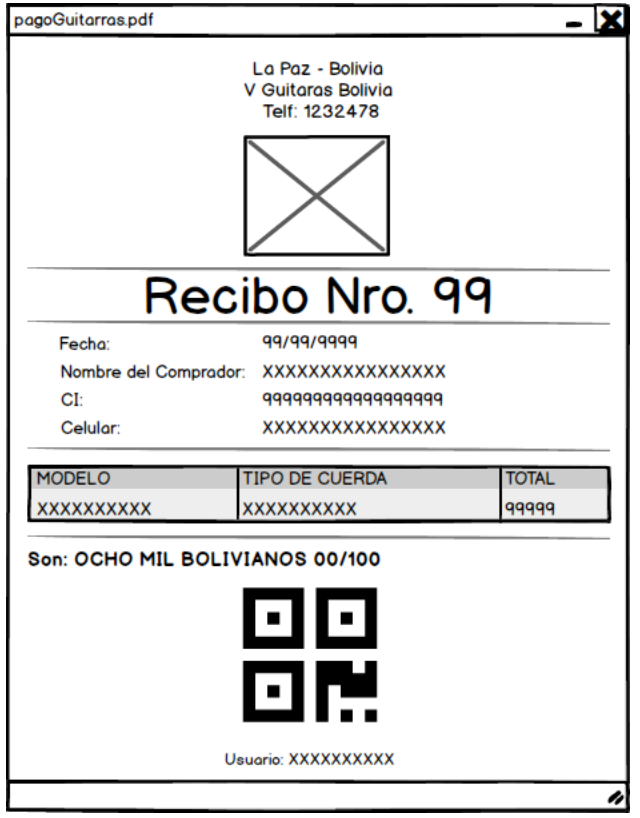 pagoGuitarras.pdf
La Paz - Bolivia
V Guitaras Bolivia
Telf: 1232478
Recibo Nro. 99
Fecha: 99/99/9999
Nombre del Comprador: XXXXXXXXXXXXXXXX
CI: 999999999999999999
Celular: XXXXXXXXXXXXXXXX
MODELO TIPO DE CUERDA TOTAL
XXXXXXXXXX XXXXXXXXXX 99999
Son: OCHO MIL BOLIVIANOS 00/100
Usuario: XXXXXXXXXX